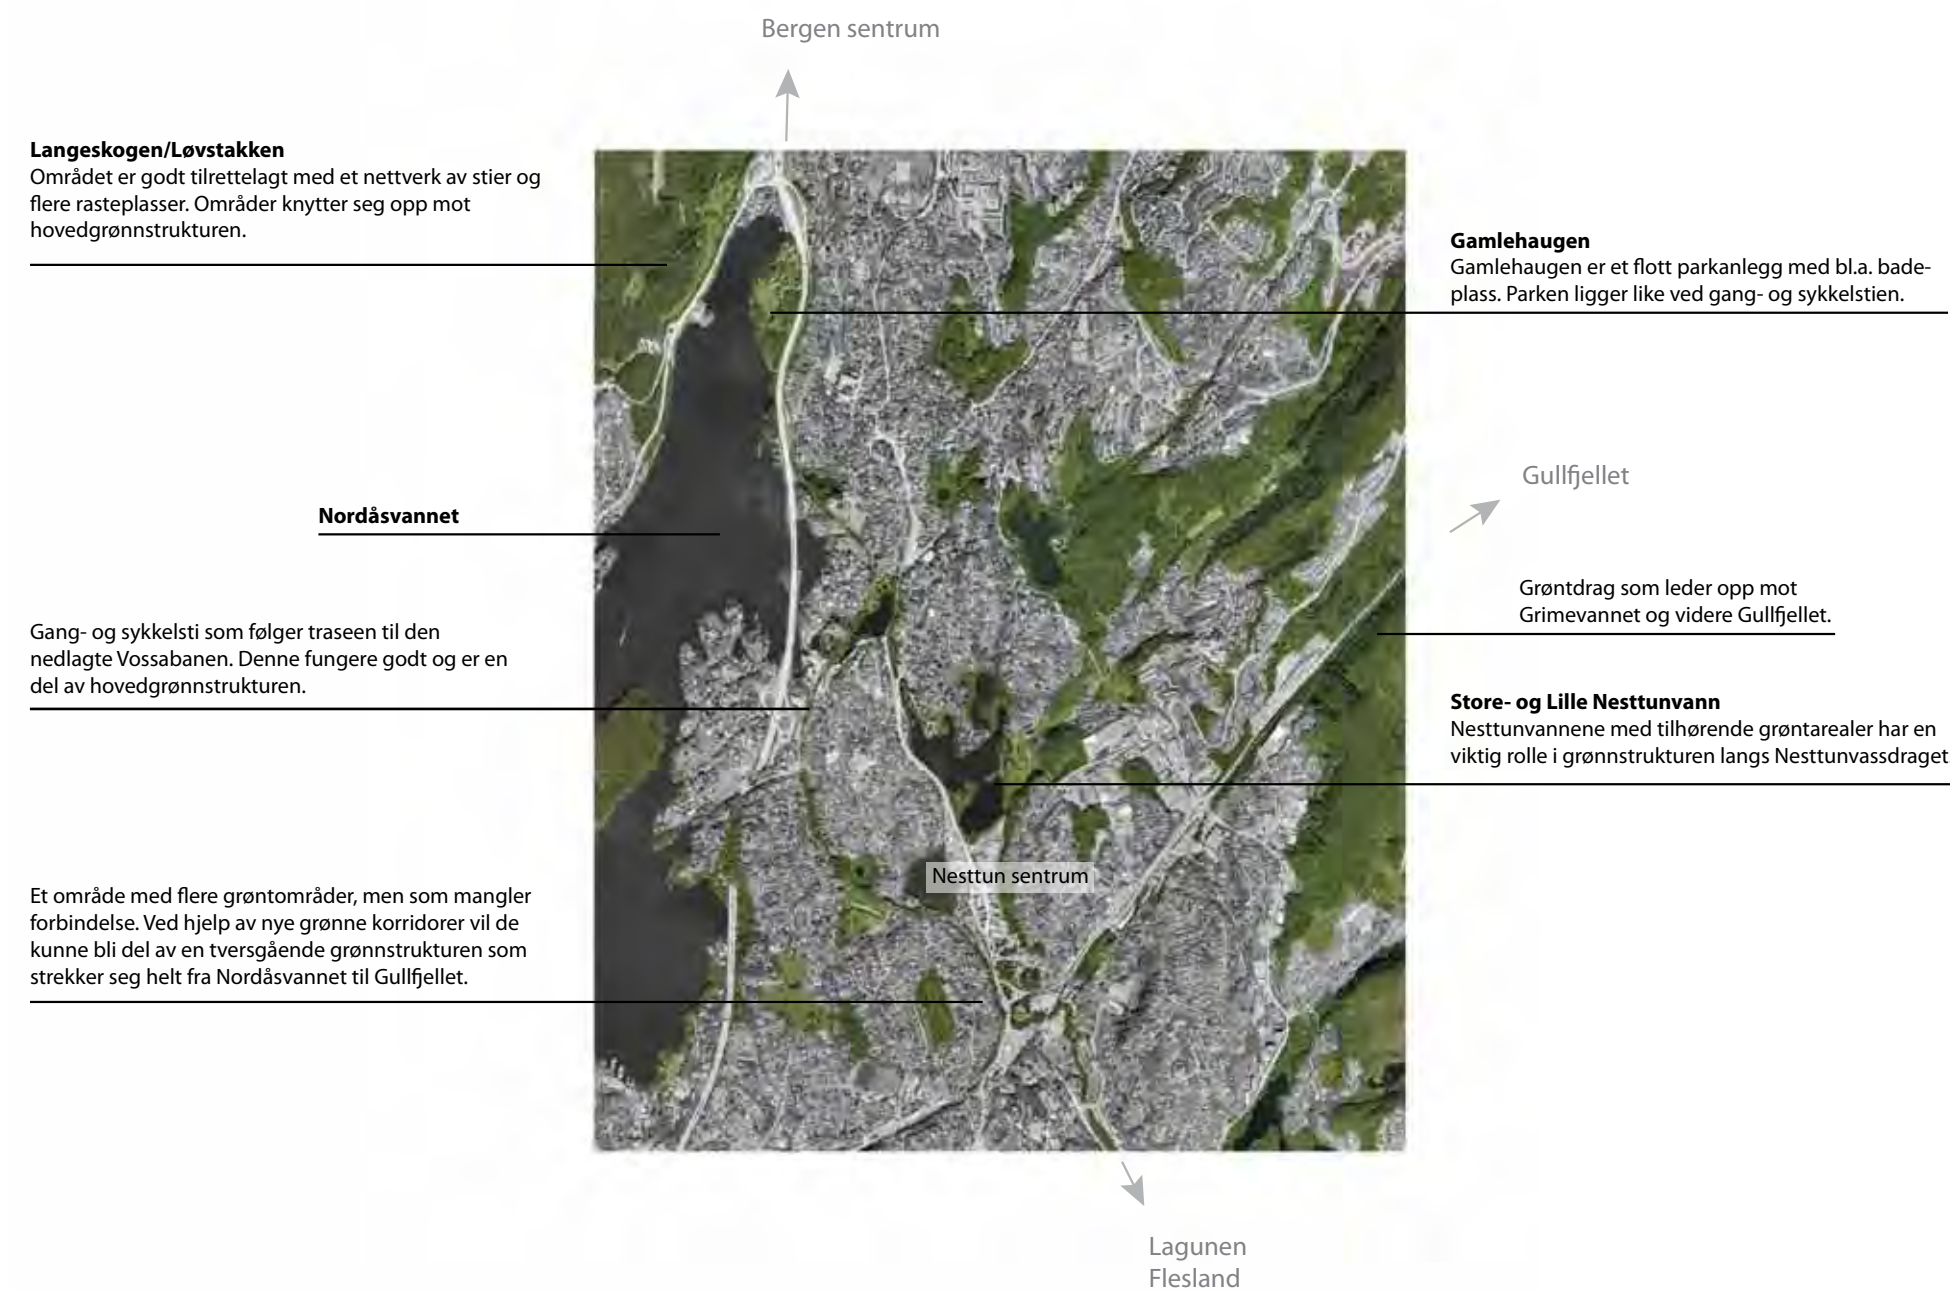 Bergen sentrum
Langeskogen/Løvstakken
Området er godt tilrettelagt med et nettverk av stier og
flere rasteplasser. Områder knytter seg opp mot
hovedgrønnstrukturen.
Gamlehaugen
Gamlehaugen er et flott parkanlegg med bl.a. bade-
plass. Parken ligger like ved gang- og sykkelstien.
Gullfjellet
Nordåsvannet
Grøntdrag som leder opp mot
Grimevannet og videre Gullfjellet.
Gang- og sykkelsti som følger traseen til den
nedlagte Vossabanen. Denne fungere godt og er en
del av hovedgrønnstrukturen.
Store- og Lille Nesttunvann
Nesttunvannene med tilhørende grøntarealer har en
viktig rolle i grønnstrukturen langs Nesttunvassdraget
Nesttun sentrum
Et område med flere grøntområder, men som mangler
forbindelse. Ved hjelp av nye grønne korridorer vil de
kunne bli del av en tversgående grønnstrukturen som
strekker seg helt fra Nordåsvannet til Gullfjellet.
Lagunen
Flesland